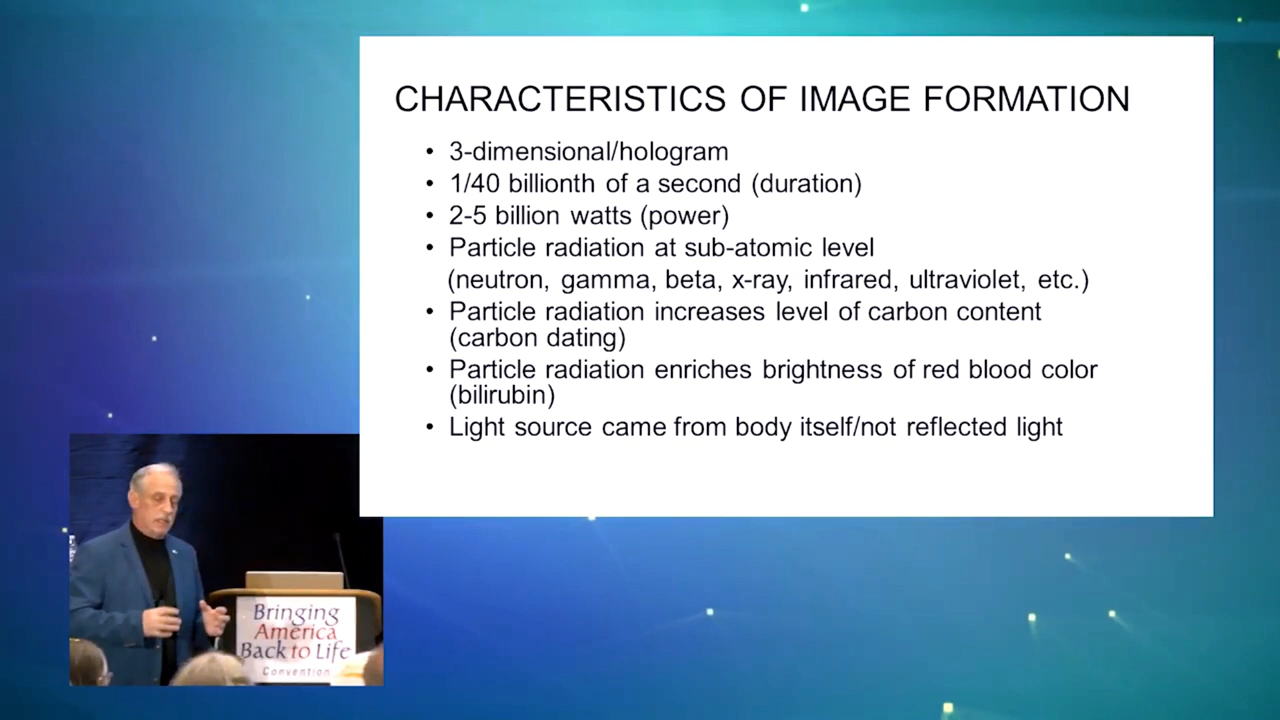 CHARACTERISTICS OF IMAGE FORMATION
• 3-dimensional/hologram
• 1/40 billionth of a second (duration)
• 2-5 billion watts (power)
• Particle radiation at sub-atomic level
(neutron, gamma, beta, x-ray, infrared, ultraviolet, etc.)
• Particle radiation increases level of carbon content
(carbon dating)
• Particle radiation enriches brightness of red blood color
(bilirubin)
• Light source came from body itself/not reflected light
Bringing
America
Back to Life
Convention